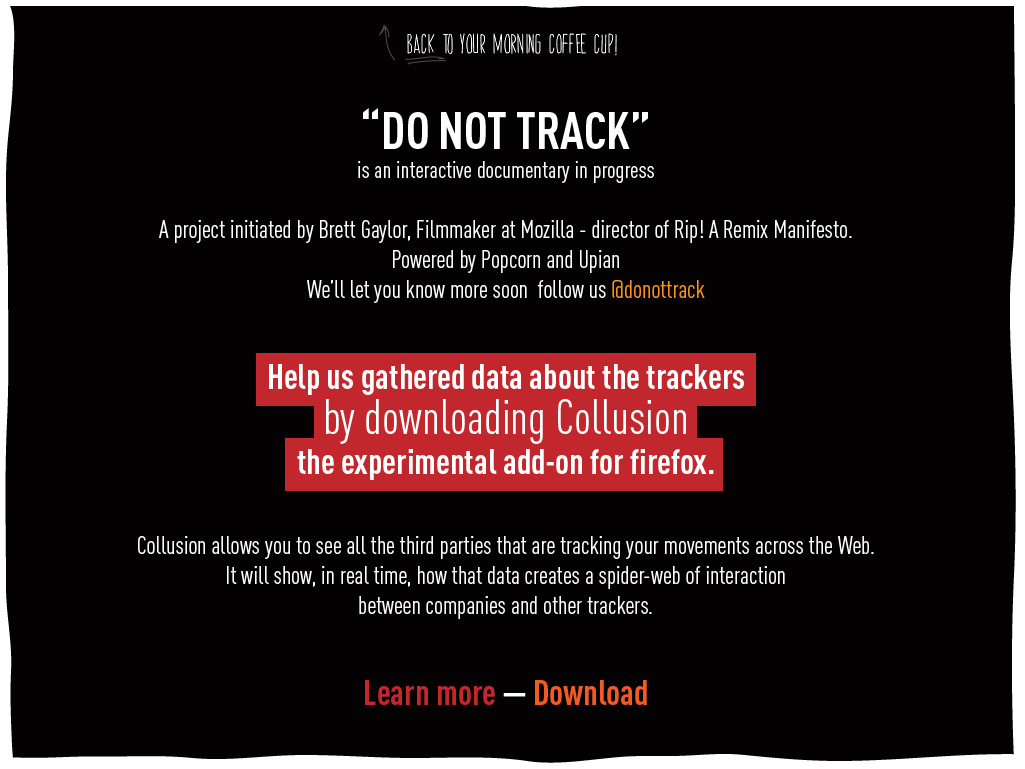 BACK TO YOUR MORNING COFFEE CUP!
“DO NOT TRACK”
is an interactive documentary in progress
A project initiated by Brett Gaylor, Filmmaker at Mozilla - director of Rip! A Remix Manifesto.
Powered by Popcorn and Upian
We'll let you know more soon follow us @donottrack
Help us gathered data about the trackers
by downloading Collusion
the experimental add-on for firefox.
Collusion allows you to see all the third parties that are tracking your movements across the Web.
It will show, in real time, how that data creates a spider-web of interaction
between companies and other trackers.
Learn more – Download